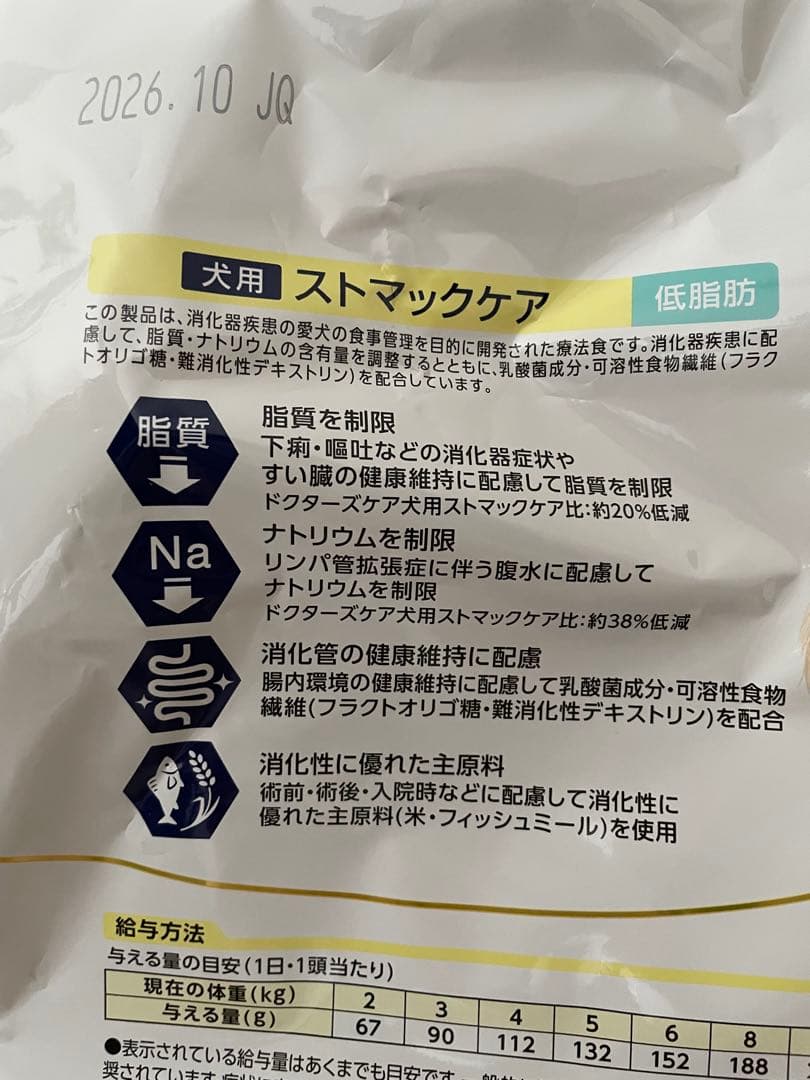 2026.10 JQ
犬用 ストマックケア 低脂肪
この製品は、消化器疾患の愛犬の食事管理を目的に開発された療法食です。消化器疾患に配
慮して、脂質・ナトリウムの含有量を調整するとともに、乳酸菌成分・可溶性食物繊維(フラク
トオリゴ糖・難消化性デキストリン)を配合しています。
脂質
脂質を制限
下痢・嘔吐などの消化器症状や
すい臓の健康維持に配慮して脂質を制限
ドクターズケア犬用ストマックケア比:約20%低減
Na
ナトリウムを制限
リンパ管拡張症に伴う腹水に配慮して
ナトリウムを制限
ドクターズケア犬用ストマックケア比:約38%低減
消化管の健康維持に配慮
腸内環境の健康維持に配慮して乳酸菌成分・可溶性食物
繊維(フラクトオリゴ糖・難消化性デキストリン)を配合
消化性に優れた主原料
術前・術後・入院時などに配慮して消化性に
優れた主原料(米・フィッシュミール)を使用
給与方法
与える量の目安(1日・1頭当たり)
現在の体重(kg) 2 3 4 5 6 8
与える量(g) 67 90 112 132 152 188
●表示されている給与量はあくまでも目安です。
奨されています。